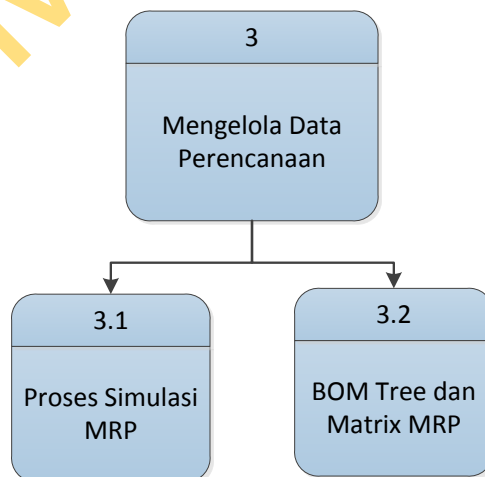 3
Mengelola Data
Perencanaan
3.1
Proses Simulasi
MRP
3.2
BOM Tree dan
Matrix MRP